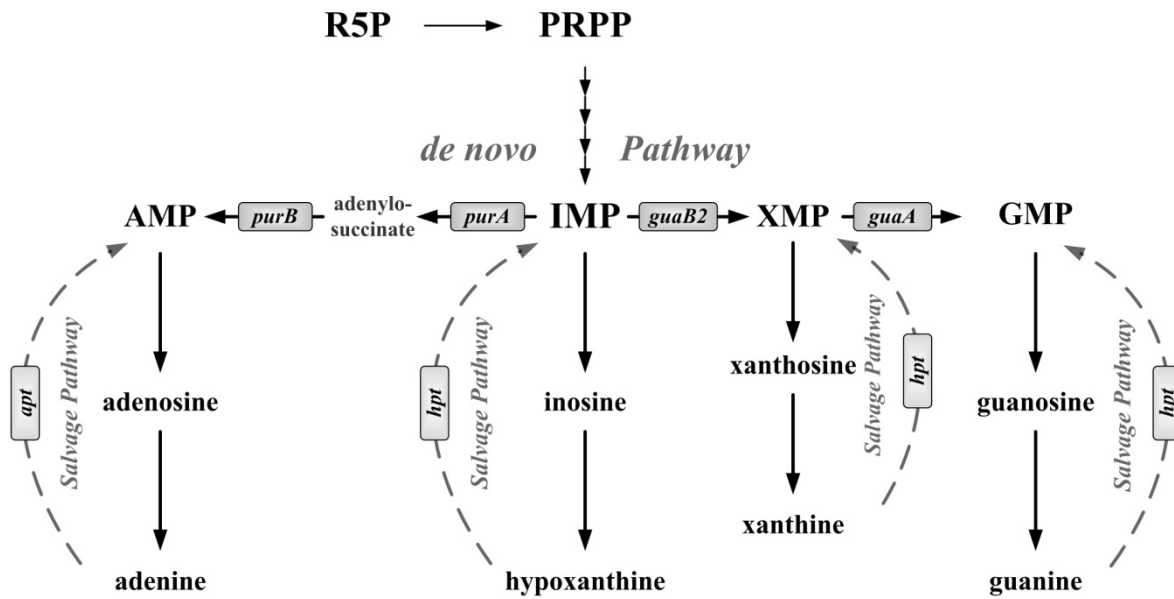 R5P PRPP
de novo Pathway
AMP purB adenylo-
succinate purA IMP guaB2 XMP guaA GMP
apt Salvage Pathway adenosine hpt Salvage Pathway inosine xanthosine Salvage Pathway hpt guanosine Salvage Pathway hpt
xanthine
adenine hypoxanthine guanine